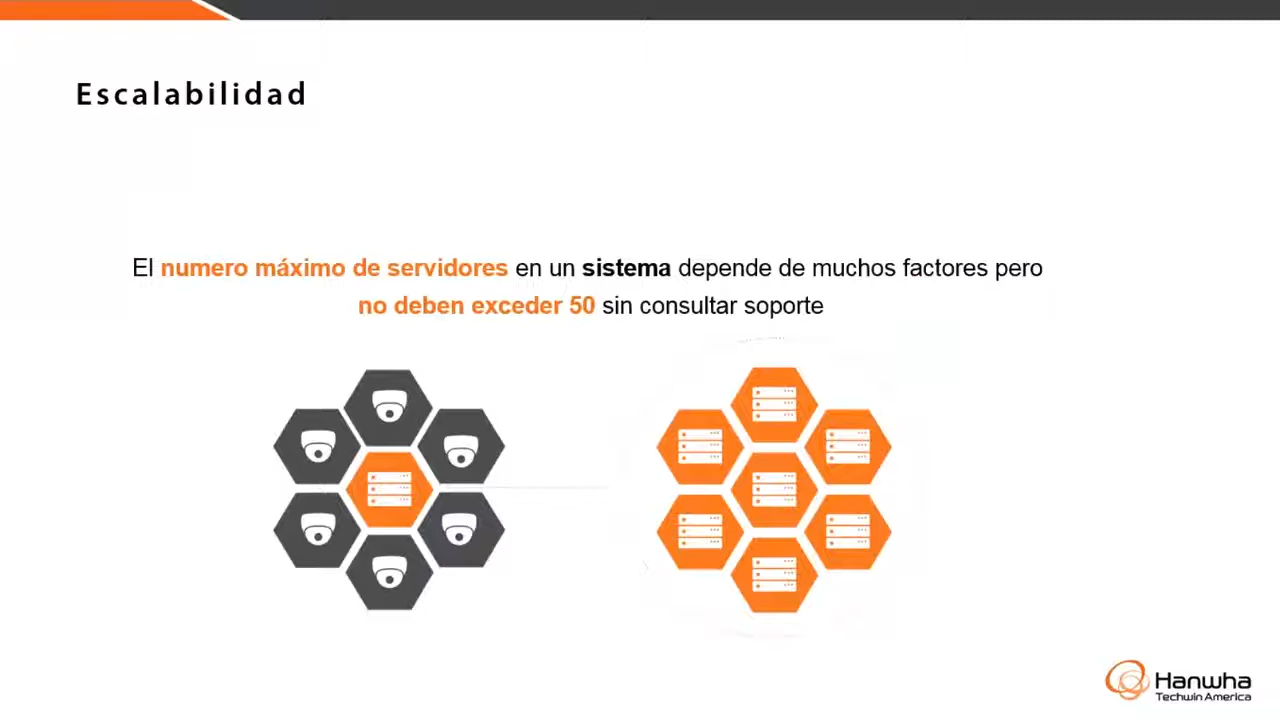 Escalabilidad
El numero máximo de servidores en un sistema depende de muchos factores pero
no deben exceder 50 sin consultar soporte
Hanwha
Techwin America